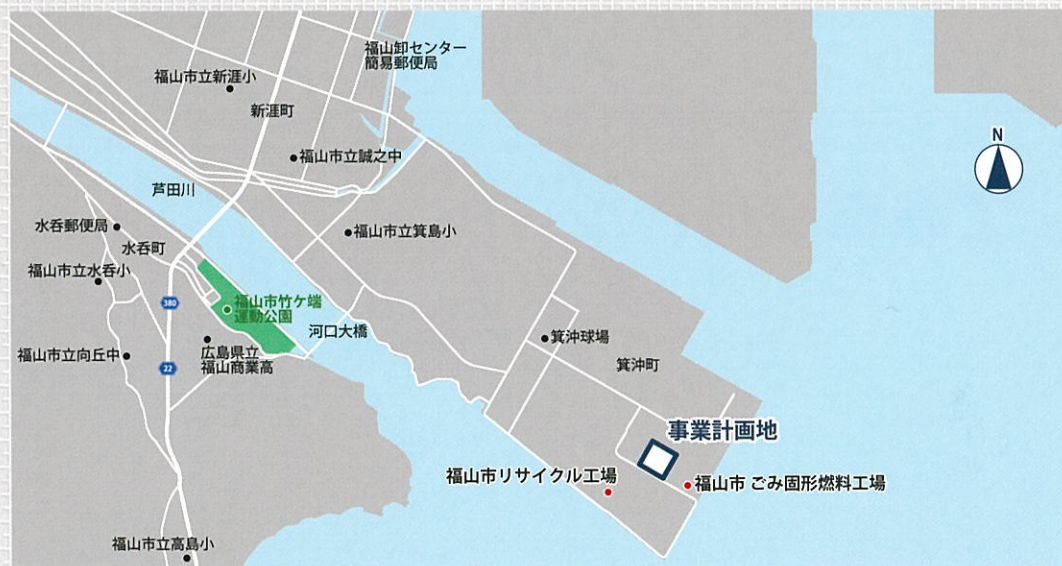 福山卸センター
簡易郵便局
福山市立新涯小
新涯町
N
福山市立誠之中
芦田川
水呑郵便局
福山市立箕島小
水呑町
福山市立水呑小
380
福山市竹ケ端
運動公園
河口大橋
箕沖球場
広島県立
福山商業高
福山市立向丘中
22
箕沖町
事業計画地
福山市リサイクル工場
福山市 ごみ固形燃料工場
福山市立高島小